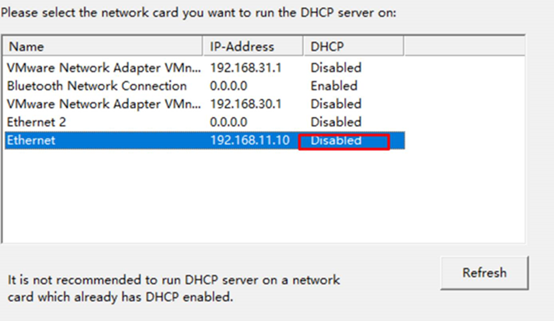 Please select the network card you want to run the DHCP server on:
Name IP-Address DHCP
VMware Network Adapter VMn... 192.168.31.1 Disabled
Bluetooth Network Connection 0.0.0.0 Enabled
VMware Network Adapter VMn... 192.168.30.1 Disabled
Ethernet 2 0.0.0.0 Disabled
Ethernet 192.168.11.10 Disabled
It is not recommended to run DHCP server on a network
card which already has DHCP enabled.
Refresh